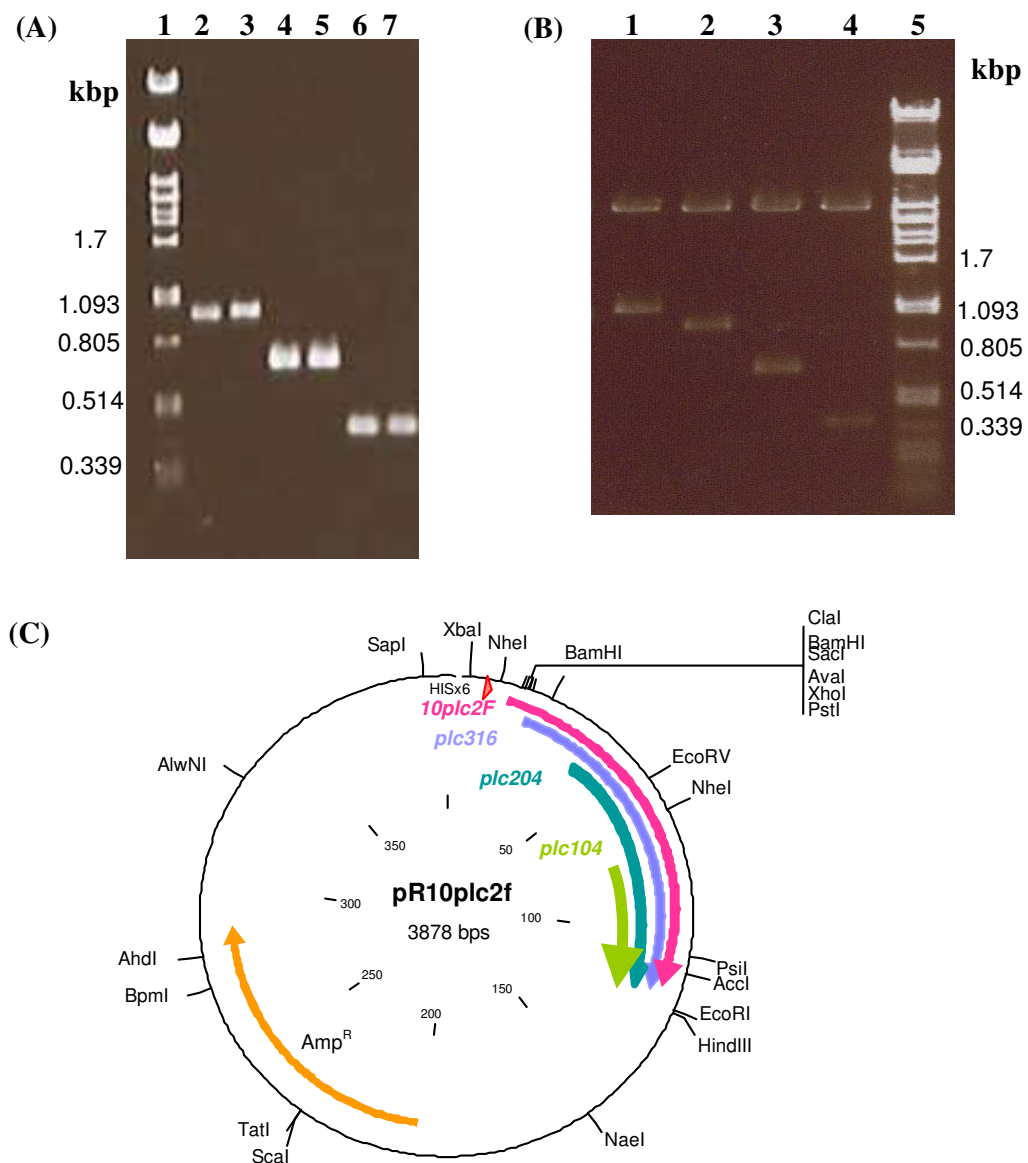 (A)
1 2 3 4 5 6 7
kbp
1.7
1.093
0.805
0.514
0.339
(B)
1 2 3 4 5
kbp
1.7
1.093
0.805
0.514
0.339
(C)
SapI
XbaI
NheI
BamHI
ClaI
BamHI
SacI
AvaI
XhoI
PstI
HISx6
10plc2F
plc316
plc204
plc104
AlwNI
EcoRV
NheI
350
50
300
100
250
150
200
pR10plc2f
3878 bps
AhdI
BpmI
PsiI
AccI
EcoRI
HindIII
Amp^R
TatI
ScaI
NaeI